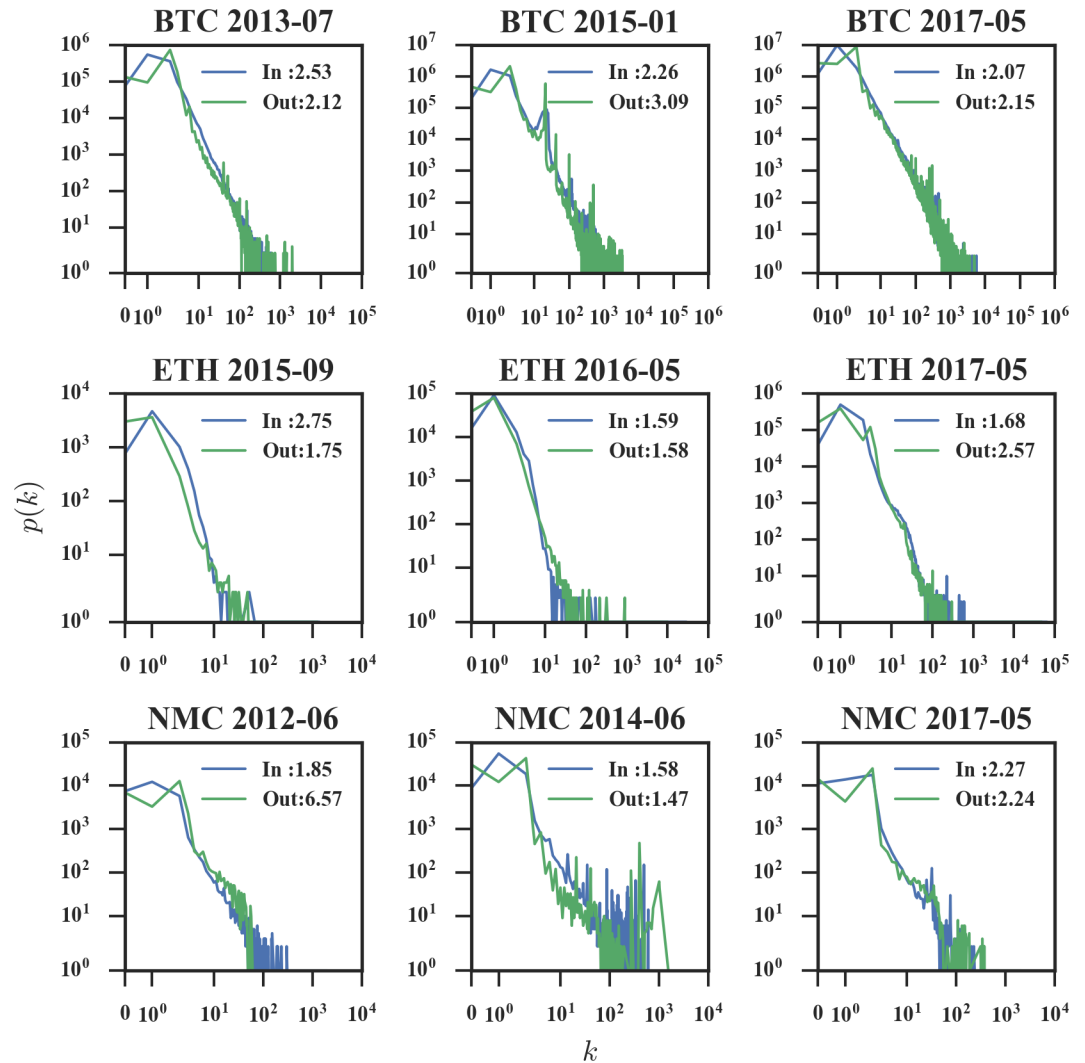 BTC 2013-07
10^6
10^5
10^4
10^3
10^2
10^1
10^0
In :2.53
Out:2.12
0 10^0 10^1 10^2 10^3 10^4 10^5
BTC 2015-01
10^7
10^6
10^5
10^4
10^3
10^2
10^1
10^0
In :2.26
Out:3.09
0 10^0 10^1 10^2 10^3 10^4 10^5 10^6
BTC 2017-05
10^7
10^6
10^5
10^4
10^3
10^2
10^1
10^0
In :2.07
Out:2.15
0 10^0 10^1 10^2 10^3 10^4 10^5 10^6
ETH 2015-09
10^4
10^3
10^2
10^1
10^0
In :2.75
Out:1.75
0 10^0 10^1 10^2 10^3 10^4
ETH 2016-05
10^5
10^4
10^3
10^2
10^1
10^0
In :1.59
Out:1.58
0 10^0 10^1 10^2 10^3 10^4 10^5
ETH 2017-05
10^6
10^5
10^4
10^3
10^2
10^1
10^0
In :1.68
Out:2.57
0 10^0 10^1 10^2 10^3 10^4 10^5
p(k)
NMC 2012-06
10^5
10^4
10^3
10^2
10^1
10^0
In :1.85
Out:6.57
0 10^0 10^1 10^2 10^3 10^4
NMC 2014-06
10^5
10^4
10^3
10^2
10^1
10^0
In :1.58
Out:1.47
0 10^0 10^1 10^2 10^3 10^4
NMC 2017-05
10^5
10^4
10^3
10^2
10^1
10^0
In :2.27
Out:2.24
0 10^0 10^1 10^2 10^3 10^4
k